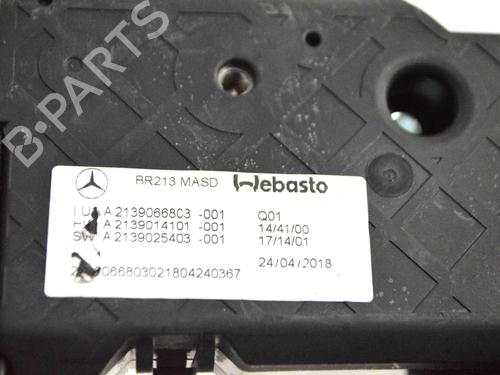 B-PARTS
BR213 MASD Webasto
A 2139066803 -001 Q01
A 2139014101 -001 14/41/00
SW A 2139025403 -001 17/14/01
24/04/2018